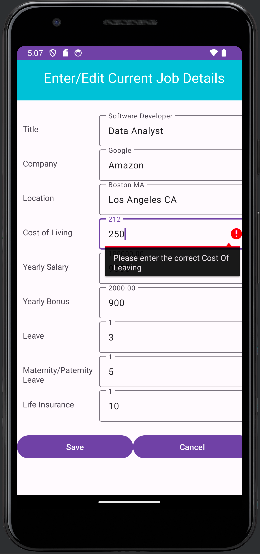 5:07
Enter/Edit Current Job Details
Software Developer
Title
Data Analyst
Google
Company
Amazon
Boston MA
Location
Los Angeles CA
212
Cost of Living
250
Please enter the correct Cost Of
Leaving
Yearly Salary
2000.00
Yearly Bonus
900
1
Leave
3
1
Maternity/Paternity
Leave
5
1
Life Insurance
10
Save
Cancel